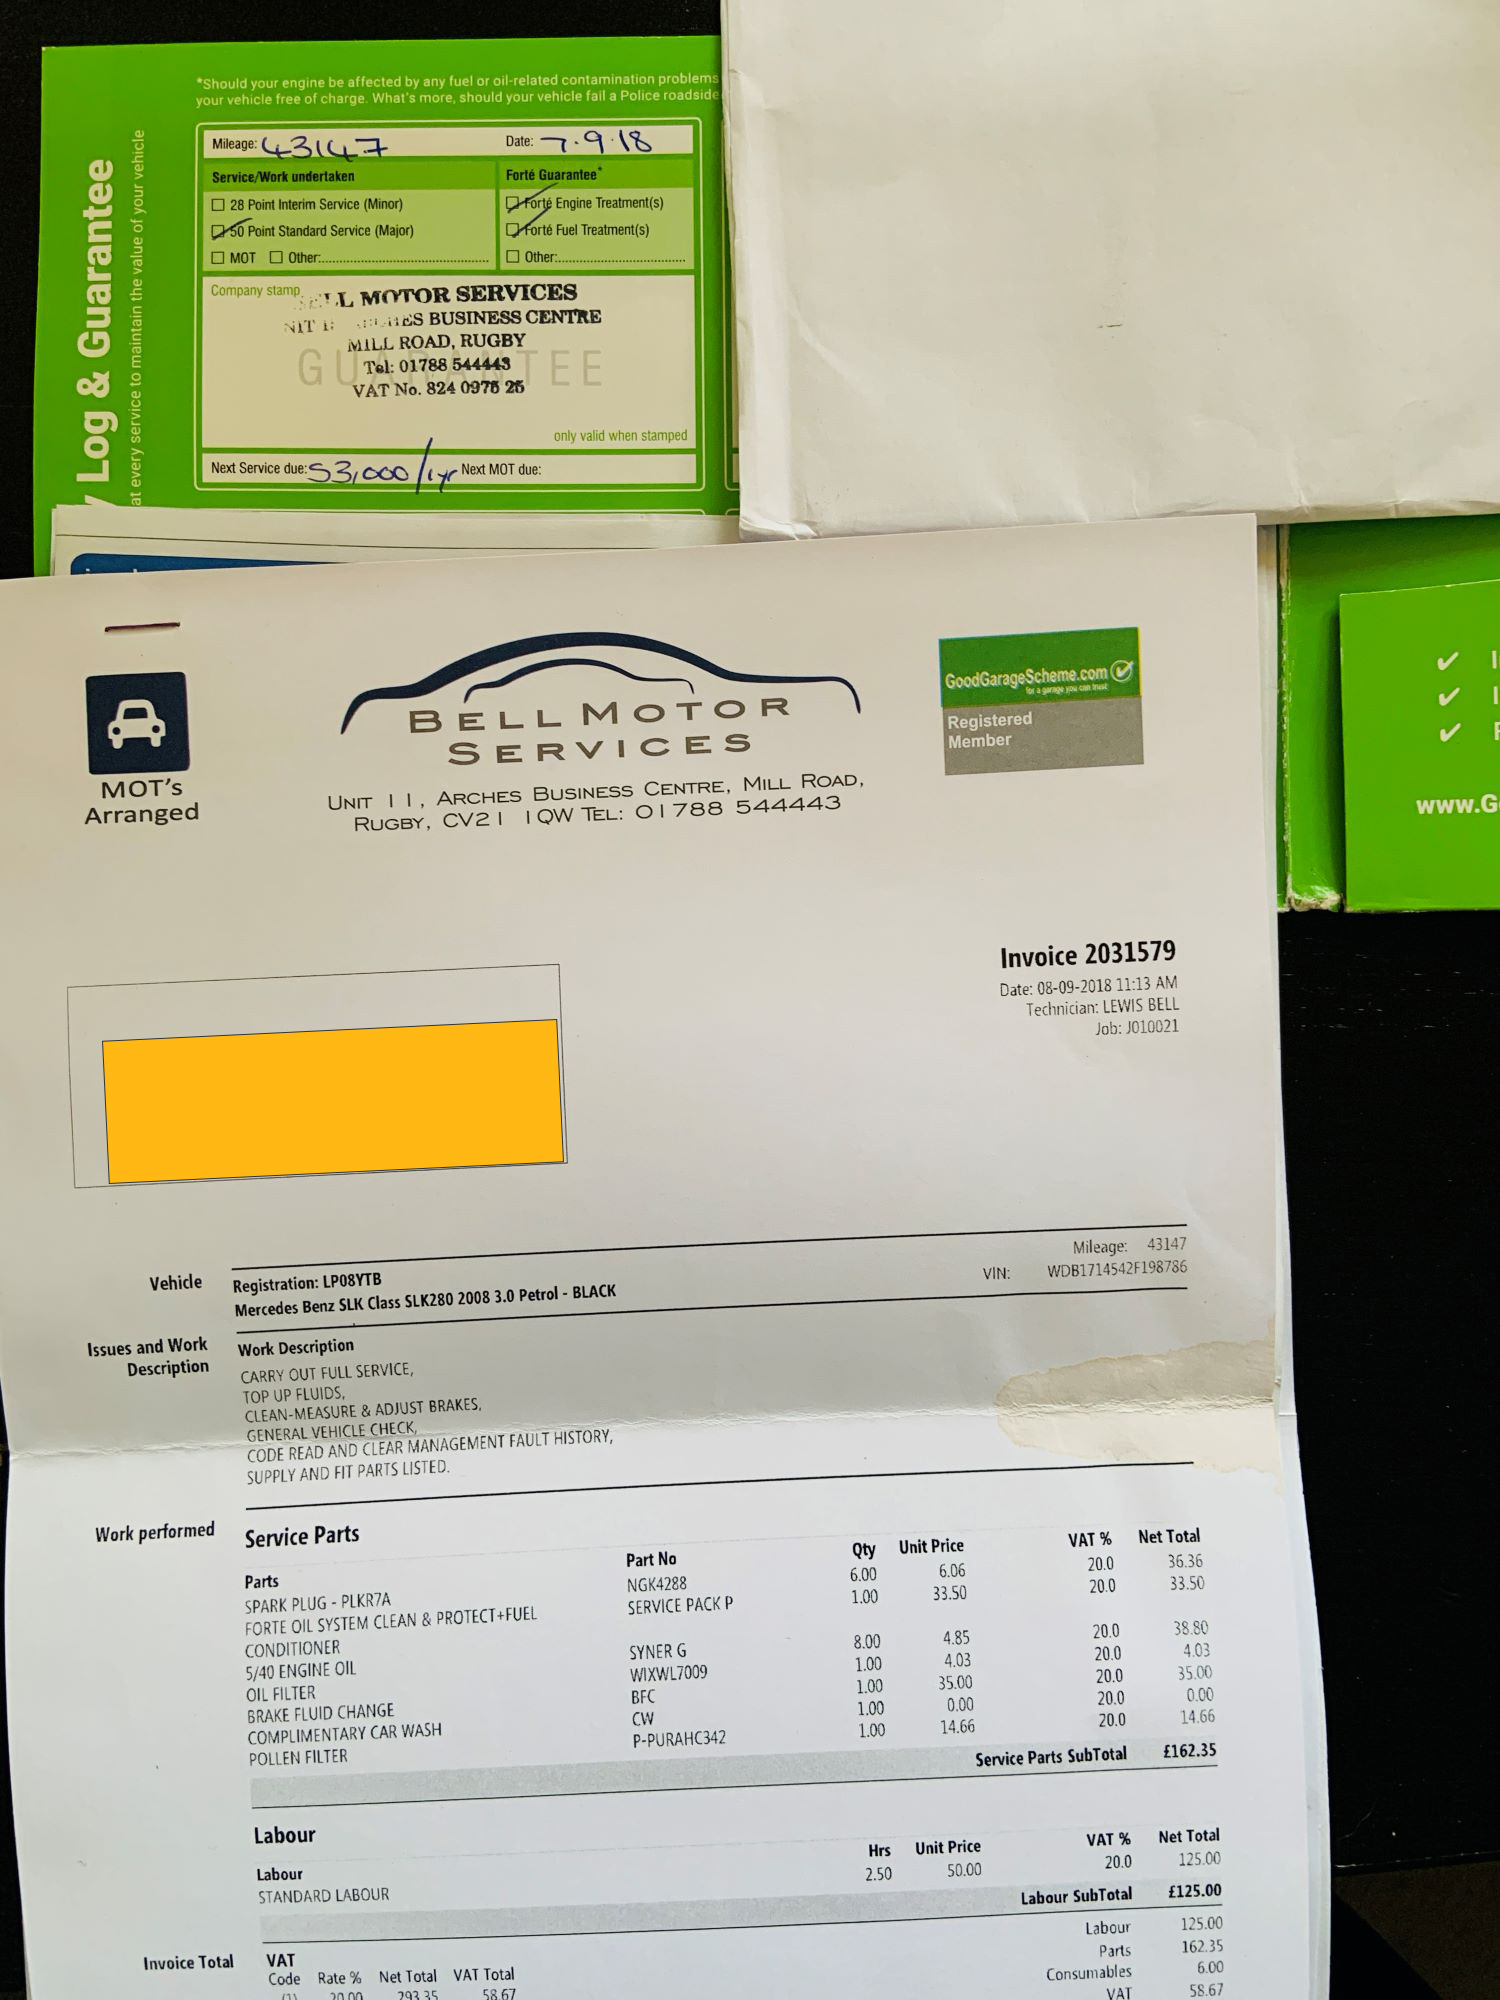 *Should your engine be affected by any fuel or oil-related contamination problems
your vehicle free of charge. What's more, should your vehicle fail a Police roadside
Log & Guarantee
at every service to maintain the value of your vehicle
Mileage: 43147 Date: 7.9.18
Service/Work undertaken Forté Guarantee*
28 Point Interim Service (Minor) Forté Engine Treatment(s)
50 Point Standard Service (Major) Forté Fuel Treatment(s)
MOT Other: Other:
Company stamp
MOTOR SERVICES
BUSINESS CENTRE
MILL ROAD, RUGBY
GUARANTEE
Tel: 01788 544443
VAT No. 824 0975 25
only valid when stamped
Next Service due: 53,000/1yr Next MOT due:
MOT's
Arranged
BELL MOTOR
SERVICES
UNIT 11, ARCHES BUSINESS CENTRE, MILL ROAD,
RUGBY, CV21 1QW TEL: 01788 544443
GoodGarageScheme.com
for a garage you can trust
Registered
Member
www.G
Invoice 2031579
Date: 08-09-2018 11:13 AM
Technician: LEWIS BELL
Job: J010021
Vehicle
Registration: LP08YTB
Mercedes Benz SLK Class SLK280 2008 3.0 Petrol - BLACK
Mileage: 43147
VIN: WDB1714542F198786
Issues and Work
Description
Work Description
CARRY OUT FULL SERVICE,
TOP UP FLUIDS,
CLEAN-MEASURE & ADJUST BRAKES,
GENERAL VEHICLE CHECK,
CODE READ AND CLEAR MANAGEMENT FAULT HISTORY,
SUPPLY AND FIT PARTS LISTED.
Work performed
Service Parts
Parts Part No Qty Unit Price VAT % Net Total
SPARK PLUG - PLKR7A NGK4288 6.00 6.06 20.0 36.36
FORTE OIL SYSTEM CLEAN & PROTECT+FUEL SERVICE PACK P 1.00 33.50 20.0 33.50
CONDITIONER
5/40 ENGINE OIL SYNER G 8.00 4.85 20.0 38.80
OIL FILTER WIXWL7009 1.00 4.03 20.0 4.03
BRAKE FLUID CHANGE BFC 1.00 35.00 20.0 35.00
COMPLIMENTARY CAR WASH CW 1.00 0.00 20.0 0.00
POLLEN FILTER P-PURAHC342 1.00 14.66 20.0 14.66
Service Parts SubTotal £162.35
Labour
Labour Hrs Unit Price VAT % Net Total
STANDARD LABOUR 2.50 50.00 20.0 125.00
Labour SubTotal £125.00
Invoice Total
VAT
Code Rate % Net Total VAT Total
(1) 20.00 293.35 58.67
Labour 125.00
Parts 162.35
Consumables 6.00
VAT 58.67